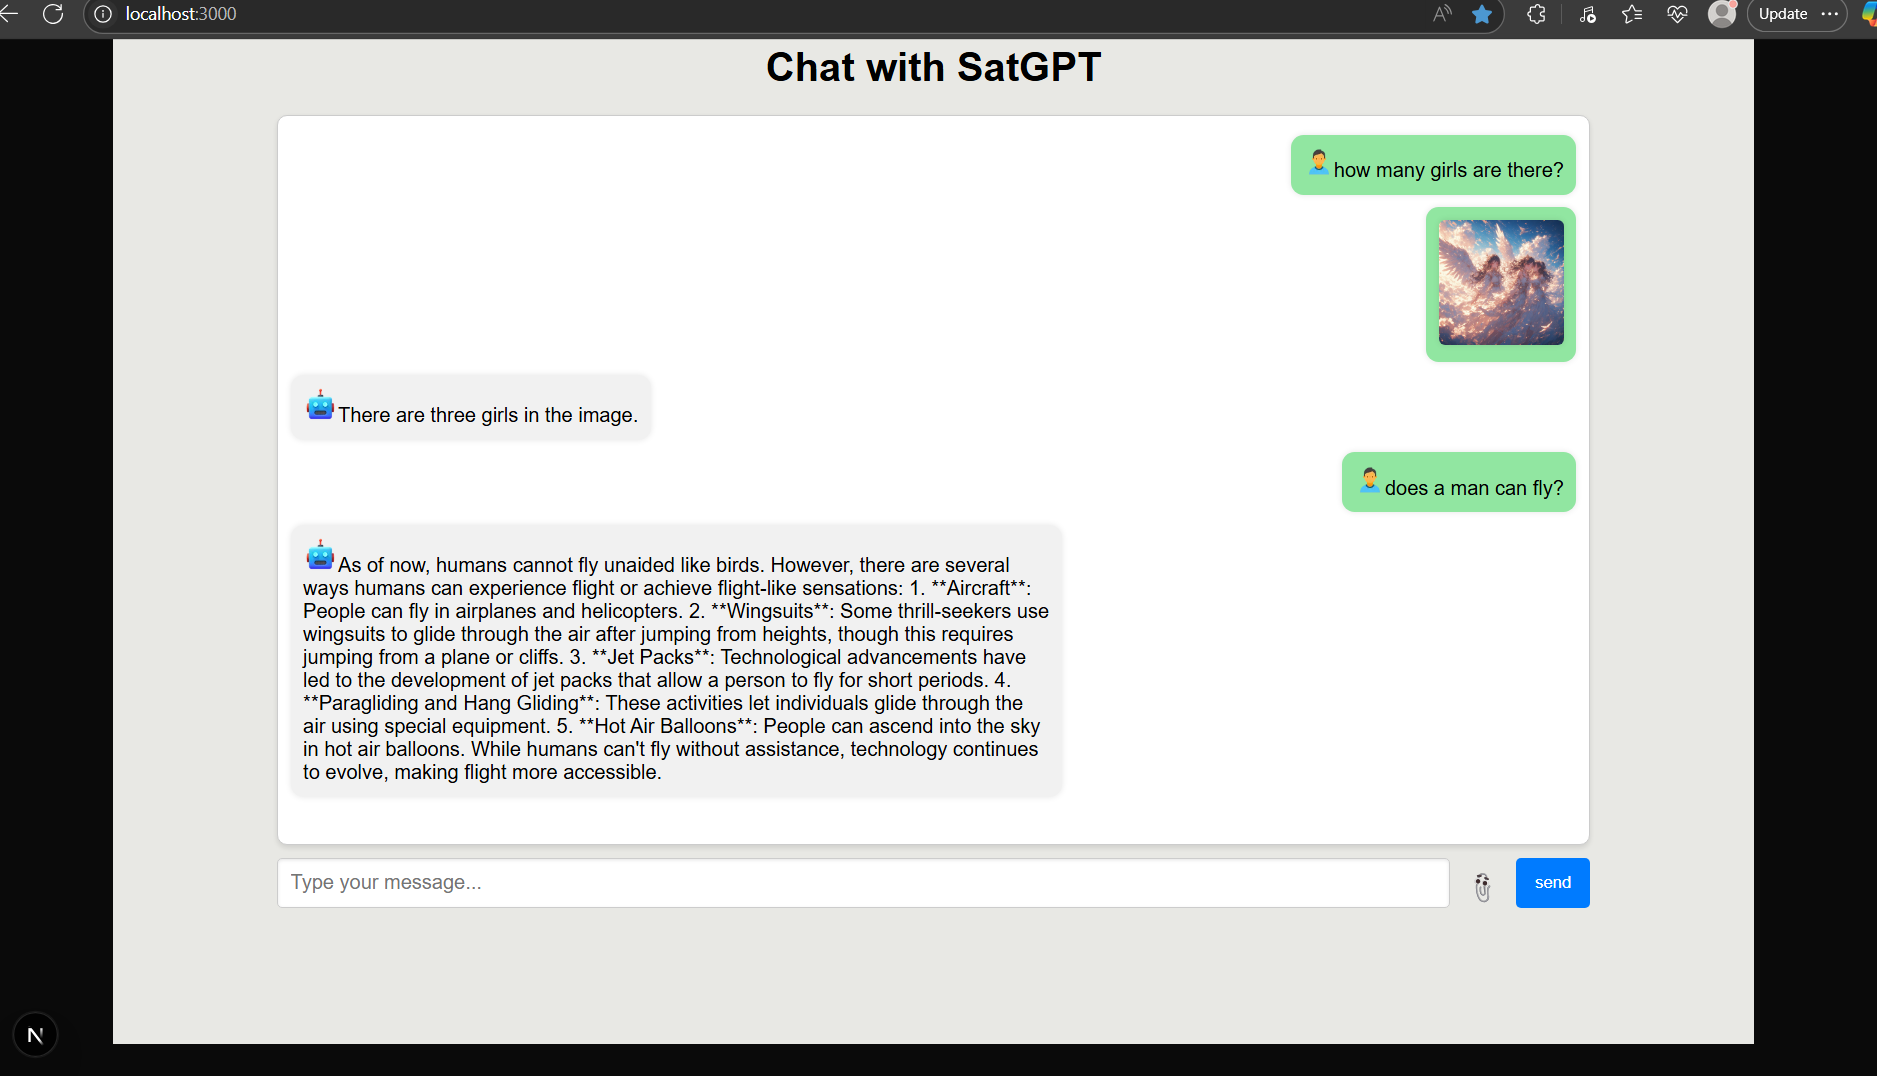 localhost:3000
Update
Chat with SatGPT
how many girls are there?
There are three girls in the image.
does a man can fly?
As of now, humans cannot fly unaided like birds. However, there are several
ways humans can experience flight or achieve flight-like sensations: 1. **Aircraft**:
People can fly in airplanes and helicopters. 2. **Wingsuits**: Some thrill-seekers use
wingsuits to glide through the air after jumping from heights, though this requires
jumping from a plane or cliffs. 3. **Jet Packs**: Technological advancements have
led to the development of jet packs that allow a person to fly for short periods. 4.
**Paragliding and Hang Gliding**: These activities let individuals glide through the
air using special equipment. 5. **Hot Air Balloons**: People can ascend into the sky
in hot air balloons. While humans can't fly without assistance, technology continues
to evolve, making flight more accessible.
Type your message...
send
N